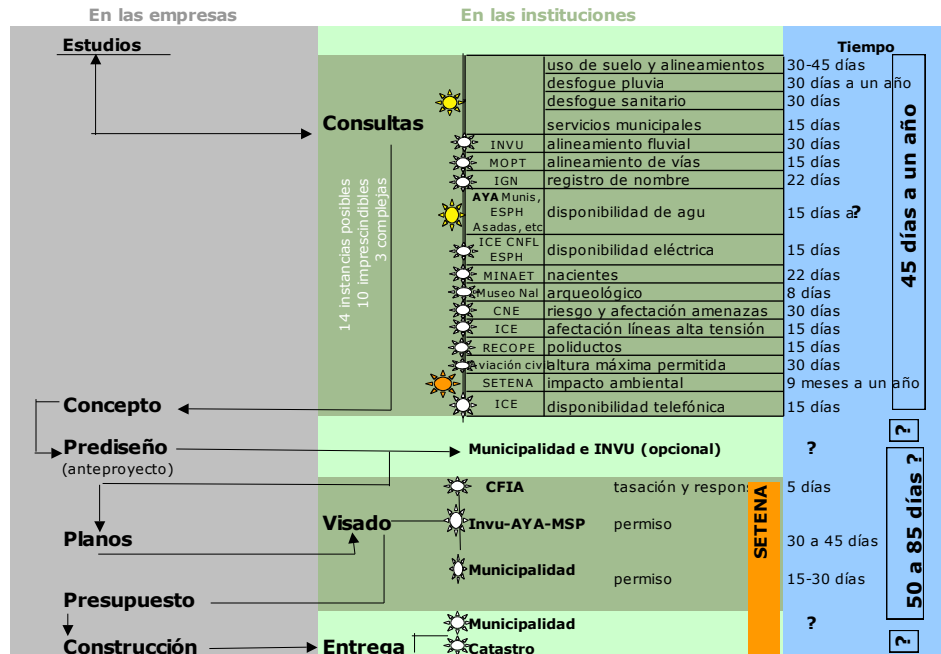 En las empresas
En las instituciones
Estudios
Tiempo
uso de suelo y alineamientos 30-45 días
desfogue pluvia 30 días a un año
desfogue sanitario 30 días
Consultas
servicios municipales 15 días
INVU alineamiento fluvial 30 días
MOPT alineamiento de vías 15 días
IGN registro de nombre 22 días
AYA Munis,
ESPH
Asadas, etc
disponibilidad de agu 15 días a?
ICE CNFL
ESPH
disponibilidad eléctrica 15 días
MINAET nacientes 22 días
Museo Nal arqueológico 8 días
CNE riesgo y afectación amenazas 30 días
ICE afectación líneas alta tensión 15 días
RECOPE poliductos 15 días
Aviación civil altura máxima permitida 30 días
SETENA impacto ambiental 9 meses a un año
ICE disponibilidad telefónica 15 días
14 instancias posibles
10 imprescindibles
3 complejas
45 días a un año
Concepto
?
Prediseño
(anteproyecto)
Municipalidad e INVU (opcional) ?
CFIA tasación y respons 5 días
Visado
Invu-AYA-MSP permiso
Planos
30 a 45 días
Municipalidad
permiso 15-30 días
SETENA
50 a 85 días ?
Presupuesto
Municipalidad ?
Construcción
Entrega
Catastro
?